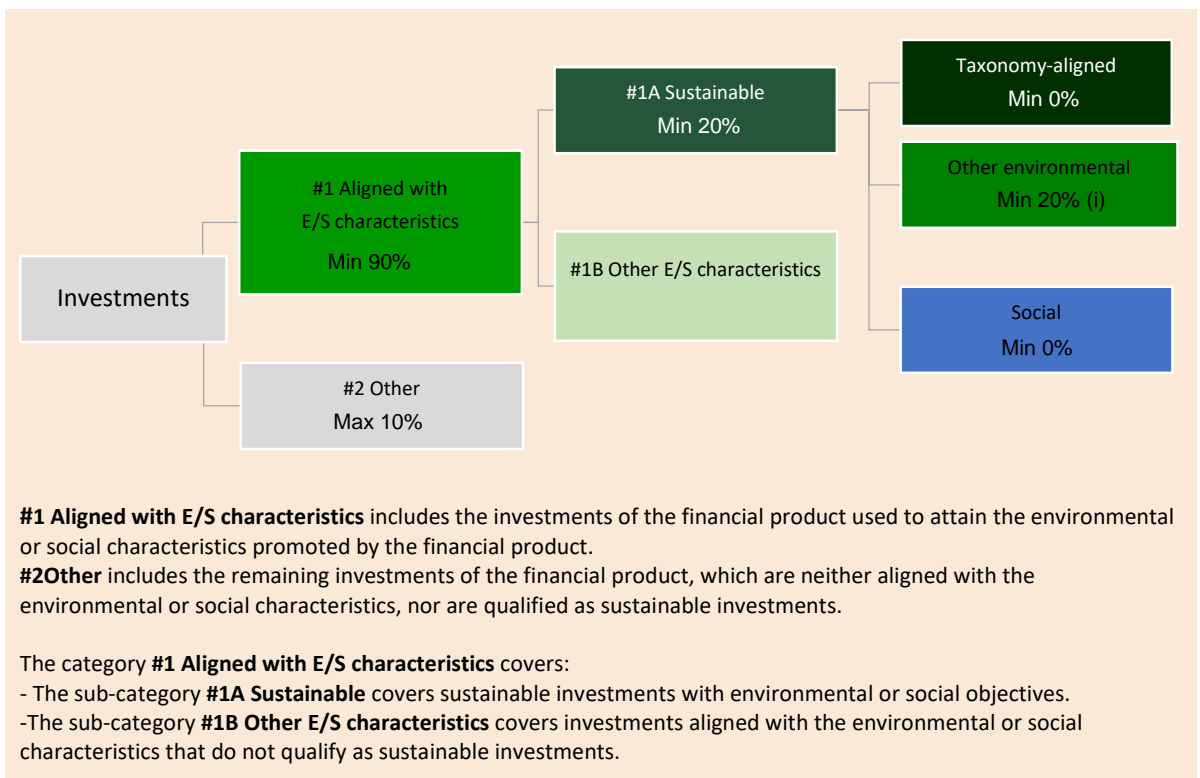 Investments
#1 Aligned with
E/S characteristics
Min 90%
#2 Other
Max 10%
#1A Sustainable
Min 20%
#1B Other E/S characteristics
Taxonomy-aligned
Min 0%
Other environmental
Min 20% (i)
Social
Min 0%
#1 Aligned with E/S characteristics includes the investments of the financial product used to attain the environmental
or social characteristics promoted by the financial product.
#2Other includes the remaining investments of the financial product, which are neither aligned with the
environmental or social characteristics, nor are qualified as sustainable investments.
The category #1 Aligned with E/S characteristics covers:
- The sub-category #1A Sustainable covers sustainable investments with environmental or social objectives.
-The sub-category #1B Other E/S characteristics covers investments aligned with the environmental or social
characteristics that do not qualify as sustainable investments.